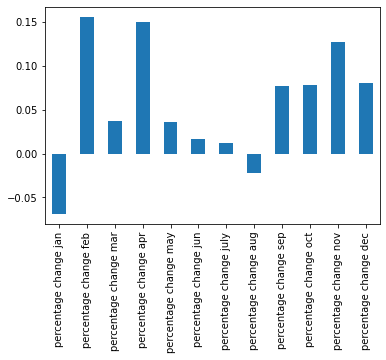 0.15
0.10
0.05
0.00
−0.05
percentage change jan
percentage change feb
percentage change mar
percentage change apr
percentage change may
percentage change jun
percentage change july
percentage change aug
percentage change sep
percentage change oct
percentage change nov
percentage change dec